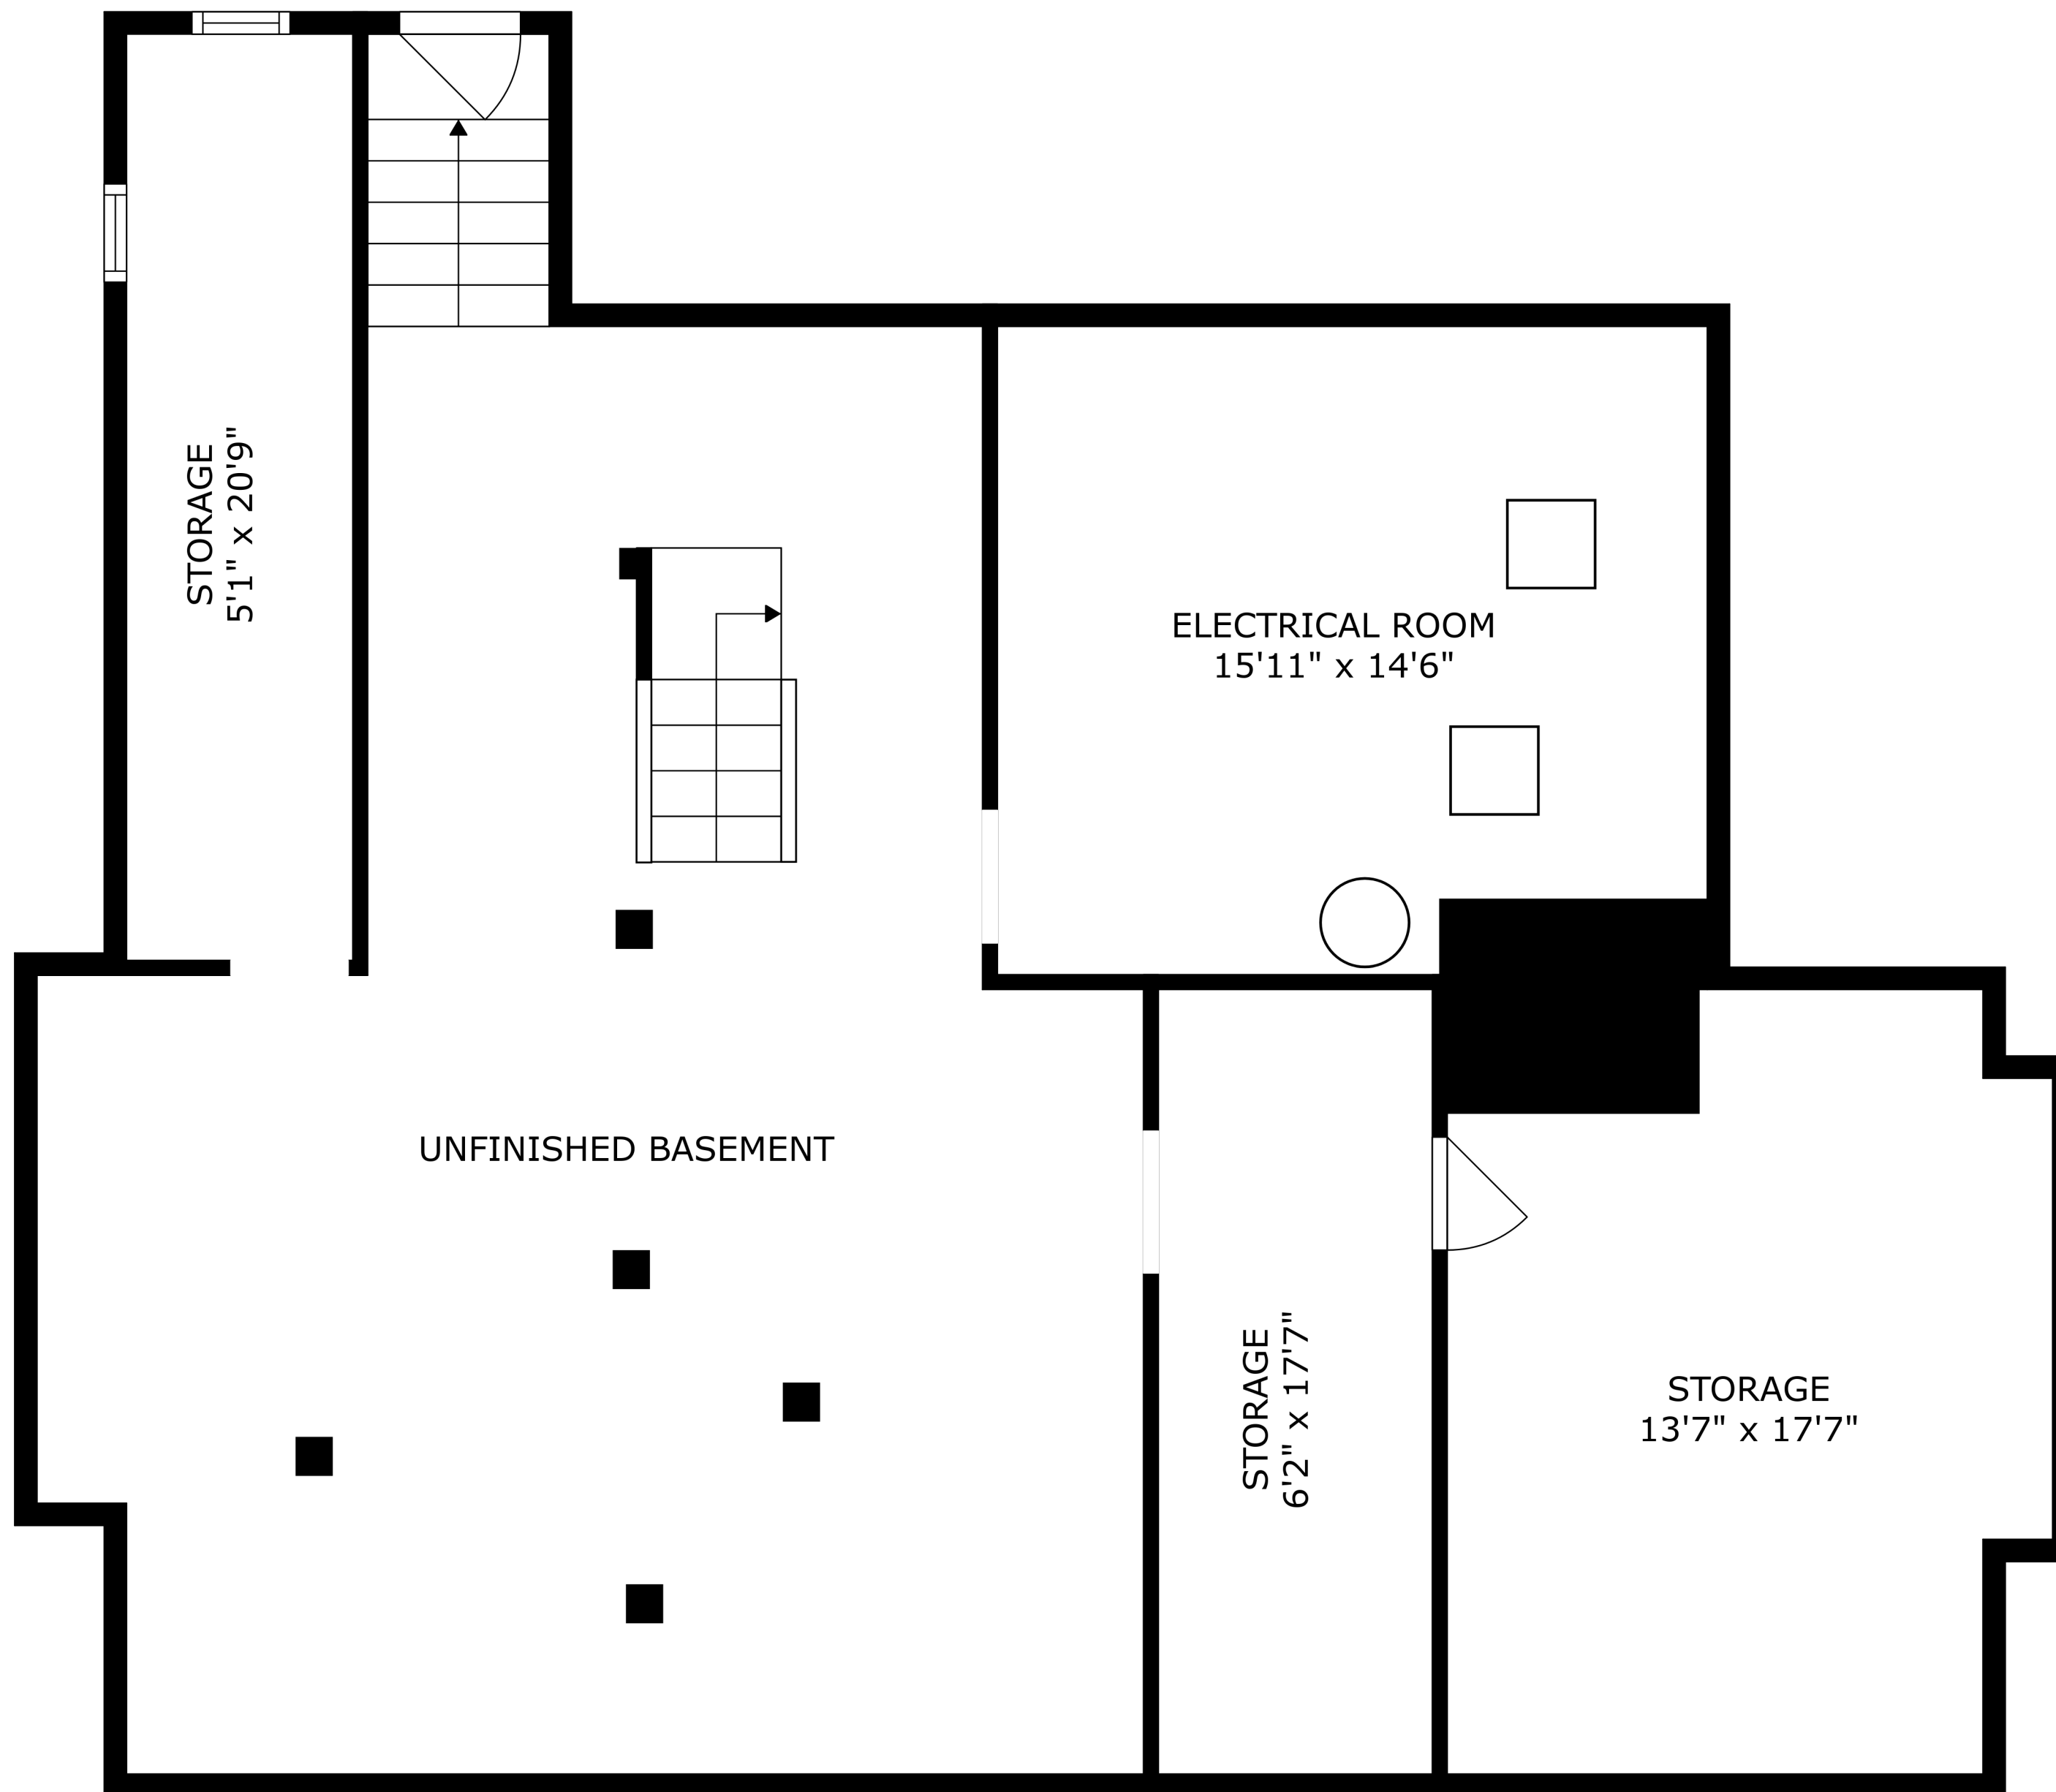 STORAGE
5'1" x 20'9"
ELECTRICAL ROOM
15'11" x 14'6"
UNFINISHED BASEMENT
STORAGE
6'2" x 17'7"
STORAGE
13'7" x 17'7"